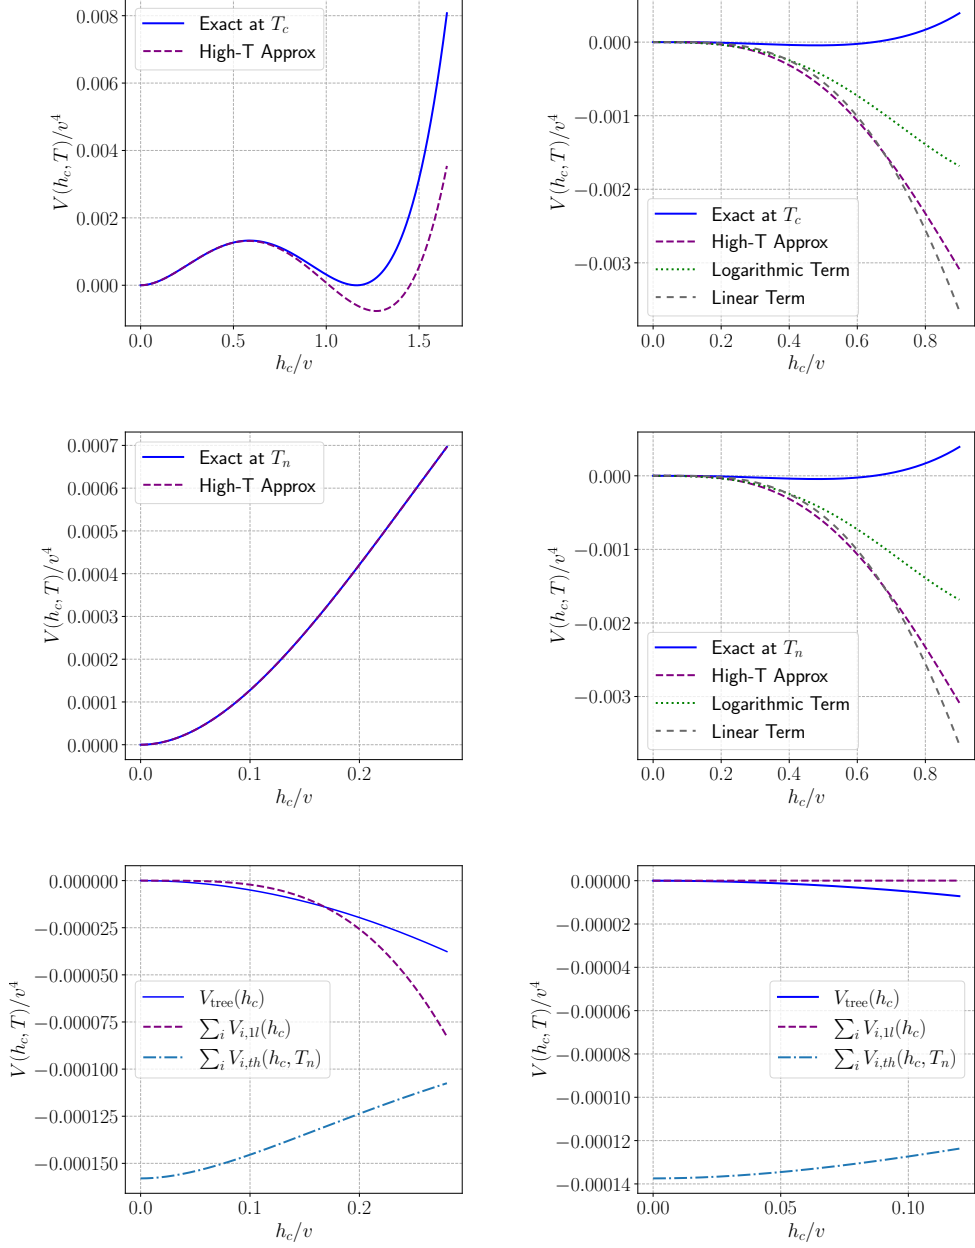 0.008
0.006
0.004
0.002
0.000
V(h_c, T)/v^4
Exact at T_c
High-T Approx
0.0 0.5 1.0 1.5
h_c/v
0.000
−0.001
−0.002
−0.003
V(h_c, T)/v^4
Exact at T_c
High-T Approx
Logarithmic Term
Linear Term
0.0 0.2 0.4 0.6 0.8
h_c/v
0.0007
0.0006
0.0005
0.0004
0.0003
0.0002
0.0001
0.0000
V(h_c, T)/v^4
Exact at T_n
High-T Approx
0.0 0.1 0.2
h_c/v
0.000
−0.001
−0.002
−0.003
V(h_c, T)/v^4
Exact at T_n
High-T Approx
Logarithmic Term
Linear Term
0.0 0.2 0.4 0.6 0.8
h_c/v
0.000000
−0.000025
−0.000050
−0.000075
−0.000100
−0.000125
−0.000150
V(h_c, T)/v^4
V_tree(h_c)
∑_i V_{i,1l}(h_c)
∑_i V_{i,th}(h_c, T_n)
0.0 0.1 0.2
h_c/v
0.00000
−0.00002
−0.00004
−0.00006
−0.00008
−0.00010
−0.00012
−0.00014
V(h_c, T)/v^4
V_tree(h_c)
∑_i V_{i,1l}(h_c)
∑_i V_{i,th}(h_c, T_n)
0.00 0.05 0.10
h_c/v